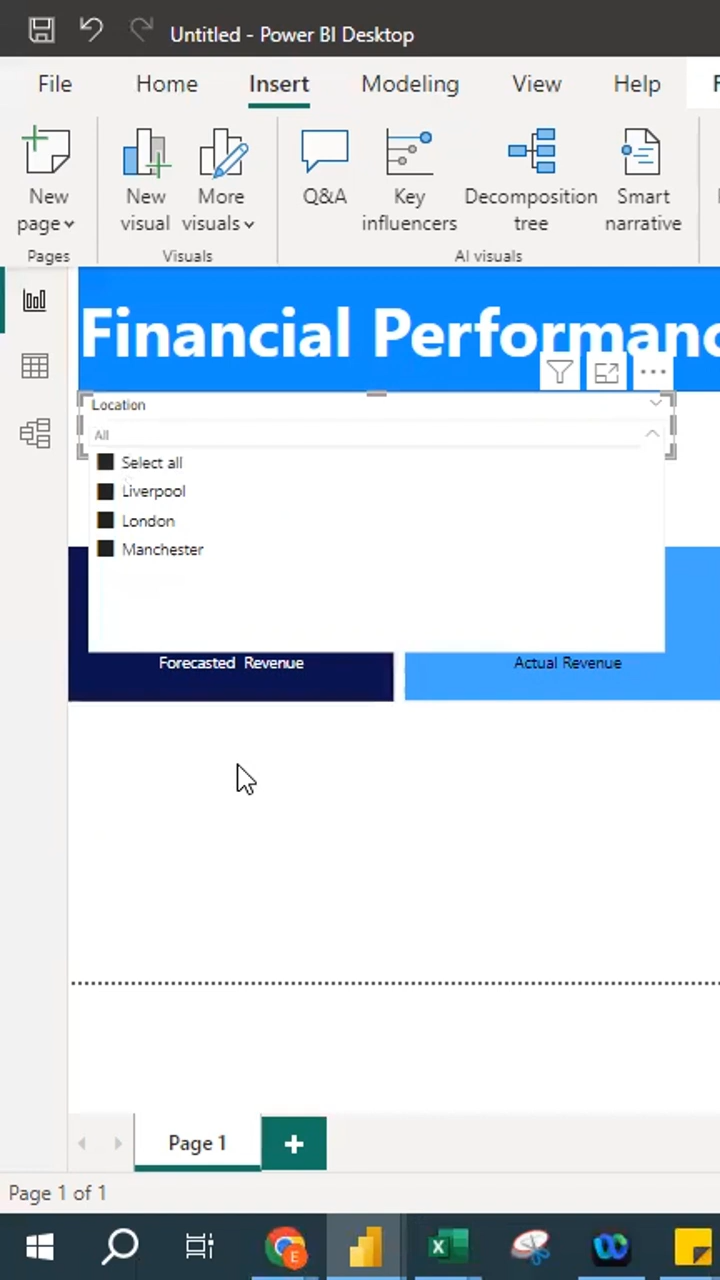 Untitled - Power BI Desktop
File Home Insert Modeling View Help
New page
New visual
More visuals
Q&A
Key influencers
Decomposition tree
Smart narrative
Pages Visuals AI visuals
Financial Performanc
Location
All
Select all
Liverpool
London
Manchester
Forecasted Revenue
Actual Revenue
Page 1
Page 1 of 1